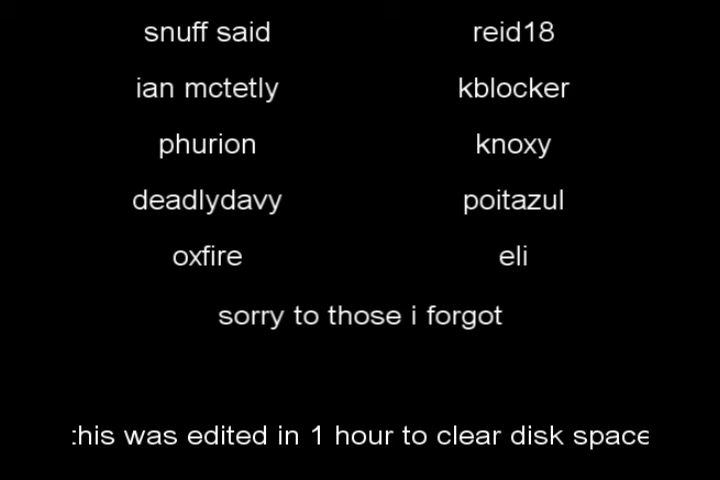 snuff said reid18
ian mctetly kblocker
phurion knoxy
deadlydavy poitazul
oxfire eli
sorry to those i forgot
this was edited in 1 hour to clear disk space